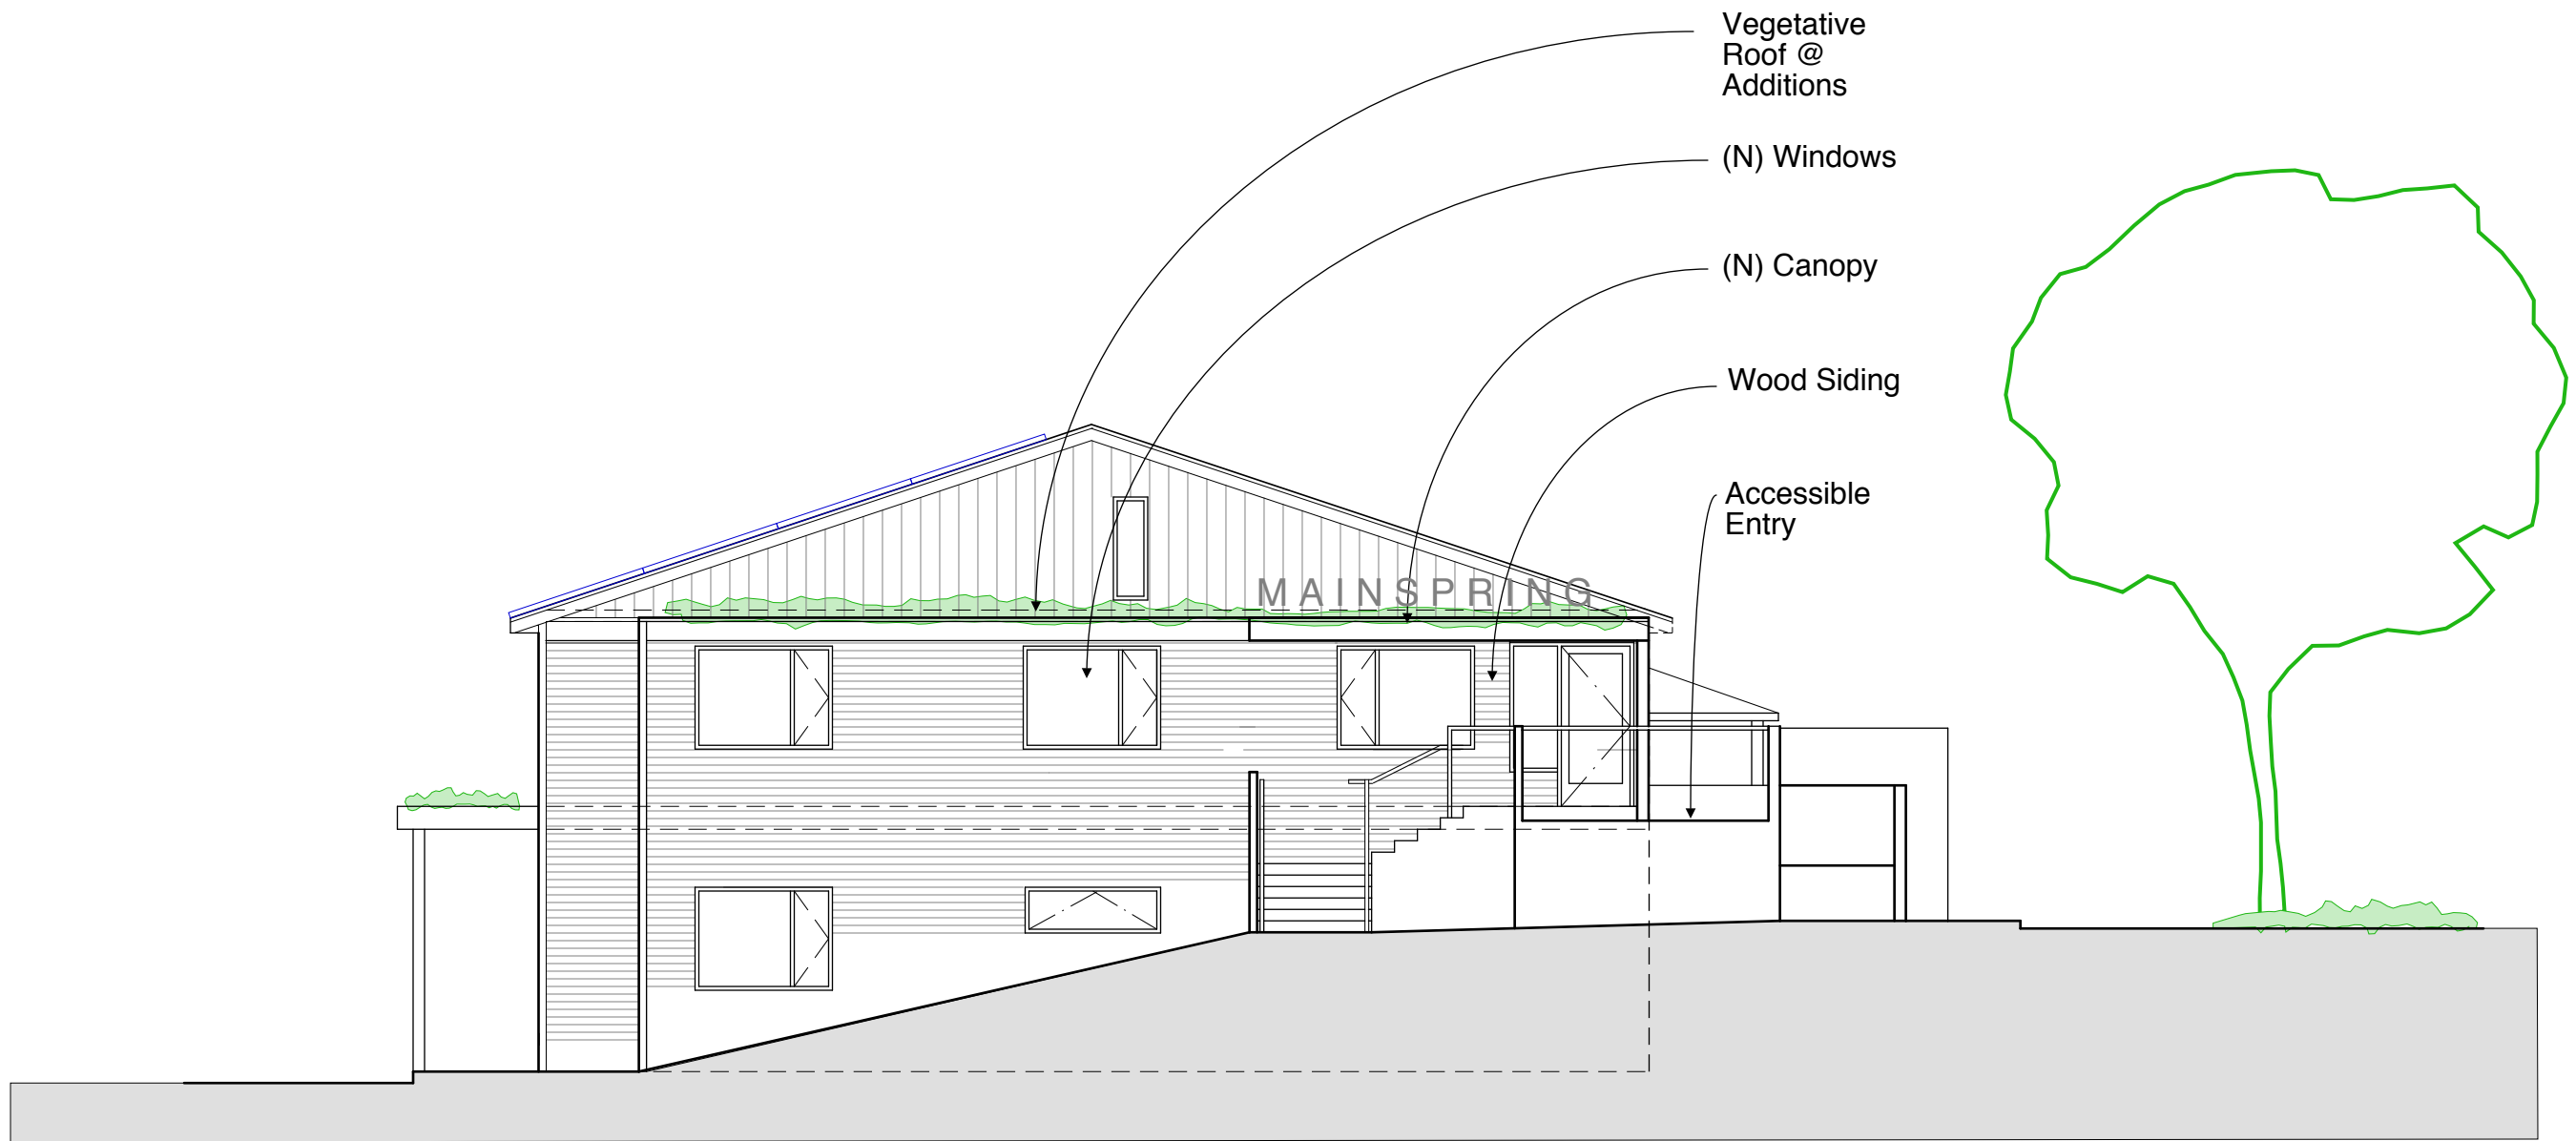 Vegetative
Roof @
Additions
(N) Windows
(N) Canopy
Wood Siding
Accessible
Entry
MAINSPRING